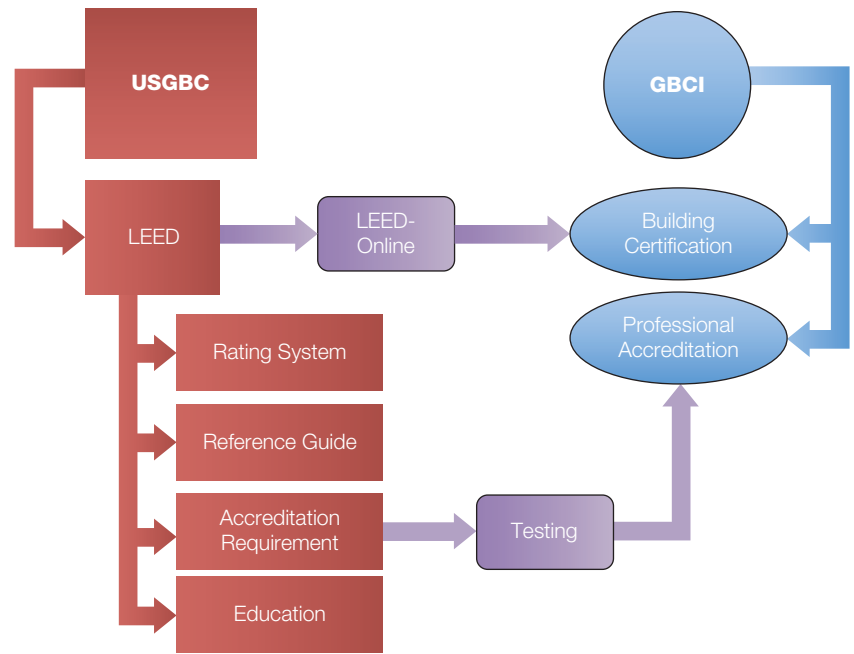 USGBC
GBCI
LEED
LEED-
Online
Building
Certification
Professional
Accreditation
Rating System
Reference Guide
Accreditation
Requirement
Testing
Education